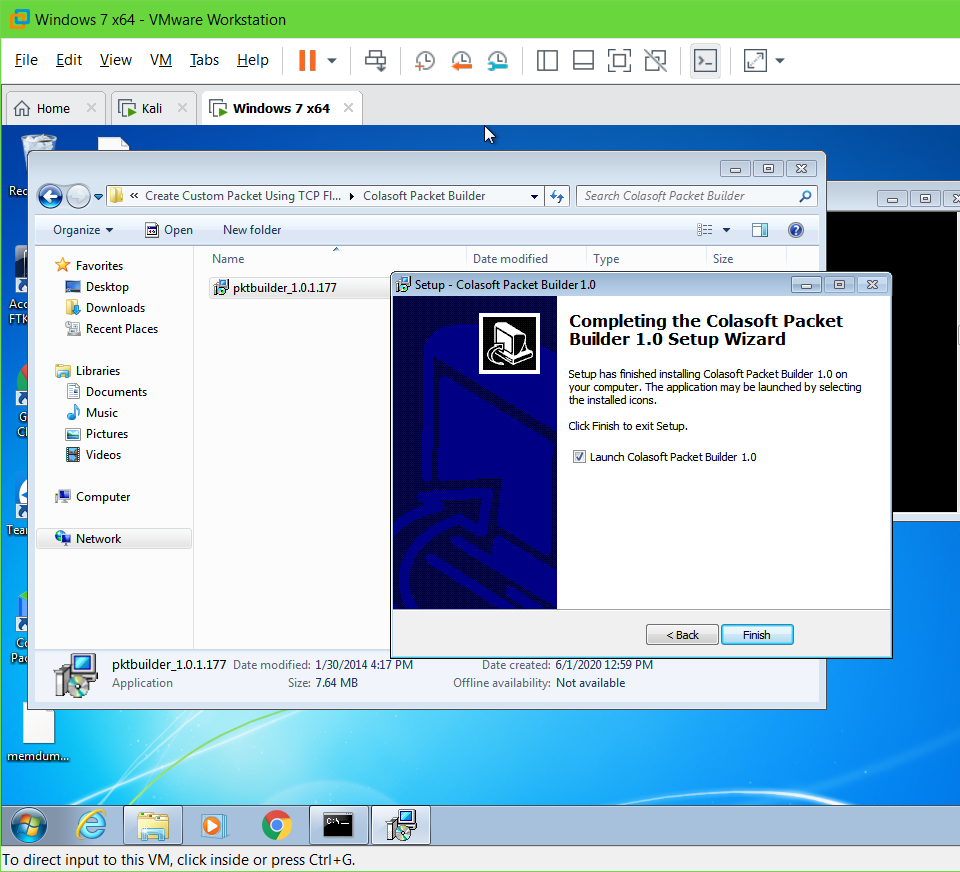 Windows 7 x64 - VMware Workstation
File Edit View VM Tabs Help
Home Kali Windows 7 x64
Rec
« Create Custom Packet Using TCP Fl... Colasoft Packet Builder Search Colasoft Packet Builder
Organize Open New folder
Name Date modified Type Size
Favorites
Desktop
Downloads
Recent Places
Libraries
Documents
Music
Pictures
Videos
Computer
Network
pktbuilder_1.0.1.177
Acc
FTK
G
Cl
Team
Co
Pac
Setup - Colasoft Packet Builder 1.0
Completing the Colasoft Packet
Builder 1.0 Setup Wizard
Setup has finished installing Colasoft Packet Builder 1.0 on
your computer. The application may be launched by selecting
the installed icons.
Click Finish to exit Setup.
Launch Colasoft Packet Builder 1.0
< Back Finish
pktbuilder_1.0.1.177 Date modified: 1/30/2014 4:17 PM Date created: 6/1/2020 12:59 PM
Application Size: 7.64 MB Offline availability: Not available
memdum...
C:\_
To direct input to this VM, click inside or press Ctrl+G.